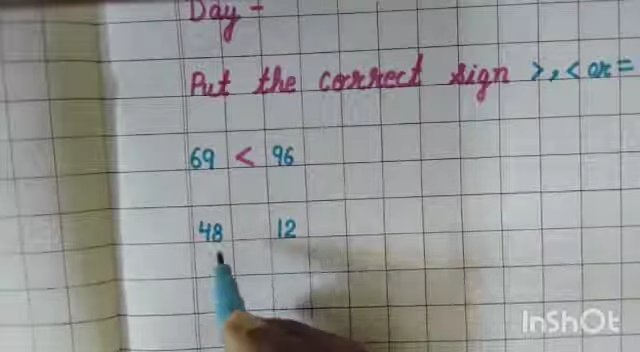 Day -
Put the correct sign >, < or =
69 < 96
48 12
InShOt